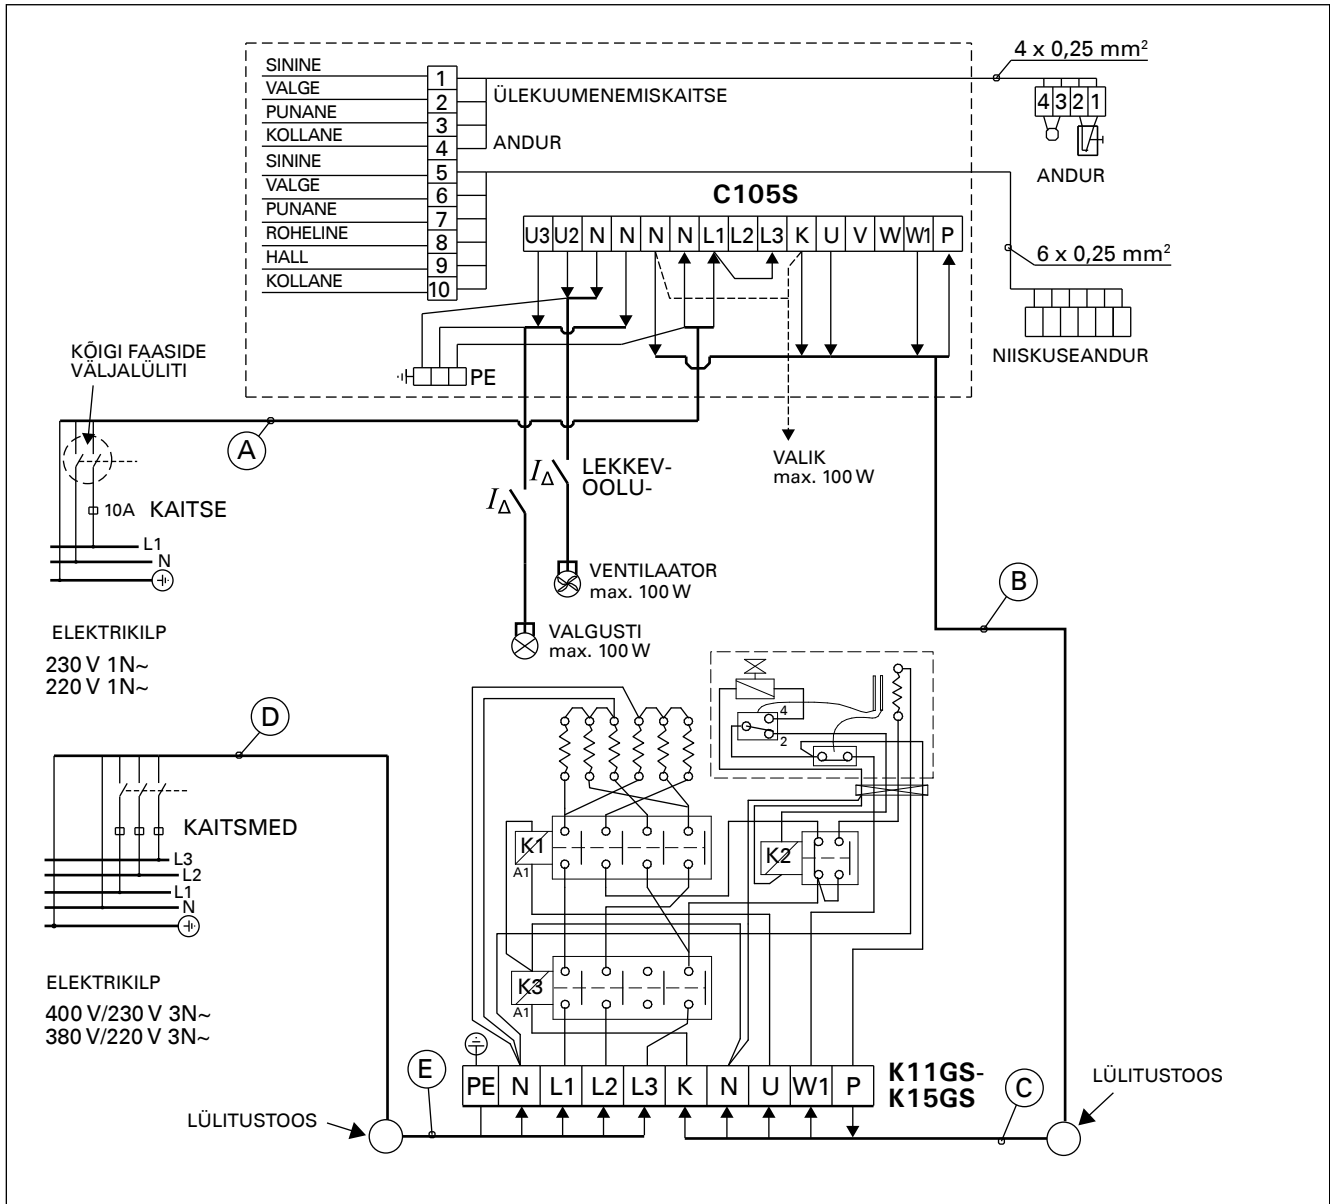 SININE
VALGE
PUNANE
KOLLANE
SININE
VALGE
PUNANE
ROHELINE
HALL
KOLLANE
1
2
3
4
5
6
7
8
9
10
ÜLEKUUMENEMISKAITSE
ANDUR
4 x 0,25 mm²
4 3 2 1
ANDUR
C105S
U3 U2 N N N N L1 L2 L3 K U V W W1 P
6 x 0,25 mm²
NIISKUSEANDUR
PE
KÕIGI FAASIDE
VÄLJALÜLITI
A
10A KAITSE
L1
N
ELEKTRIKILP
230 V 1N~
220 V 1N~
I∆
I∆
LEKKEV-
OOLU-
VALIK
max. 100 W
VENTILAATOR
max. 100 W
VALGUSTI
max. 100 W
B
D
KAITSMED
L3
L2
L1
N
ELEKTRIKILP
400 V/230 V 3N~
380 V/220 V 3N~
4
2
K1
A1
K2
K3
A1
PE N L1 L2 L3 K N U W1 P
K11GS-
K15GS
E
C
LÜLITUSTOOS
LÜLITUSTOOS